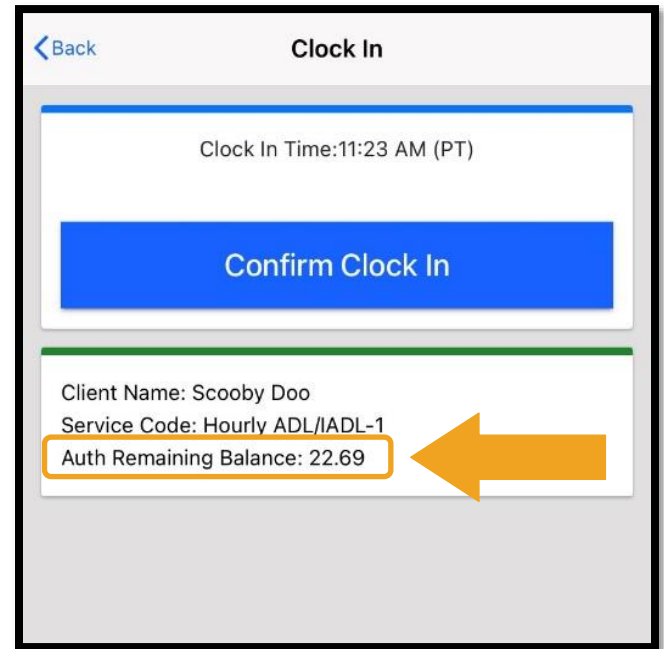 Back
Clock In
Clock In Time:11:23 AM (PT)
Confirm Clock In
Client Name: Scooby Doo
Service Code: Hourly ADL/IADL-1
Auth Remaining Balance: 22.69